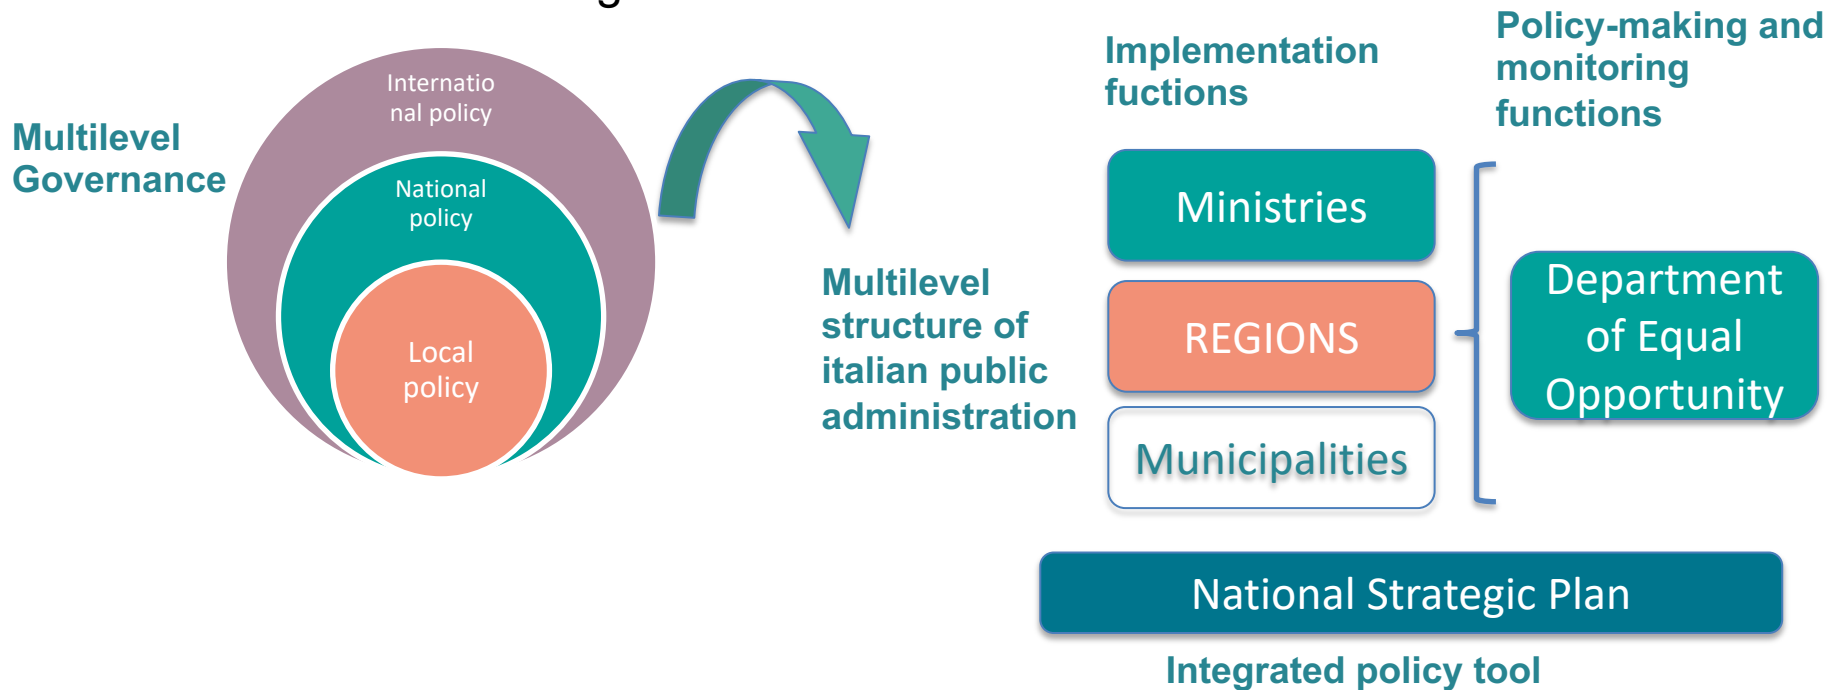 Multilevel
Governance
Internatio
nal policy
National
policy
Local
policy
Multilevel
structure of
italian public
administration
Implementation
fuctions
Policy-making and
monitoring
functions
Ministries
REGIONS
Municipalities
Department
of Equal
Opportunity
National Strategic Plan
Integrated policy tool